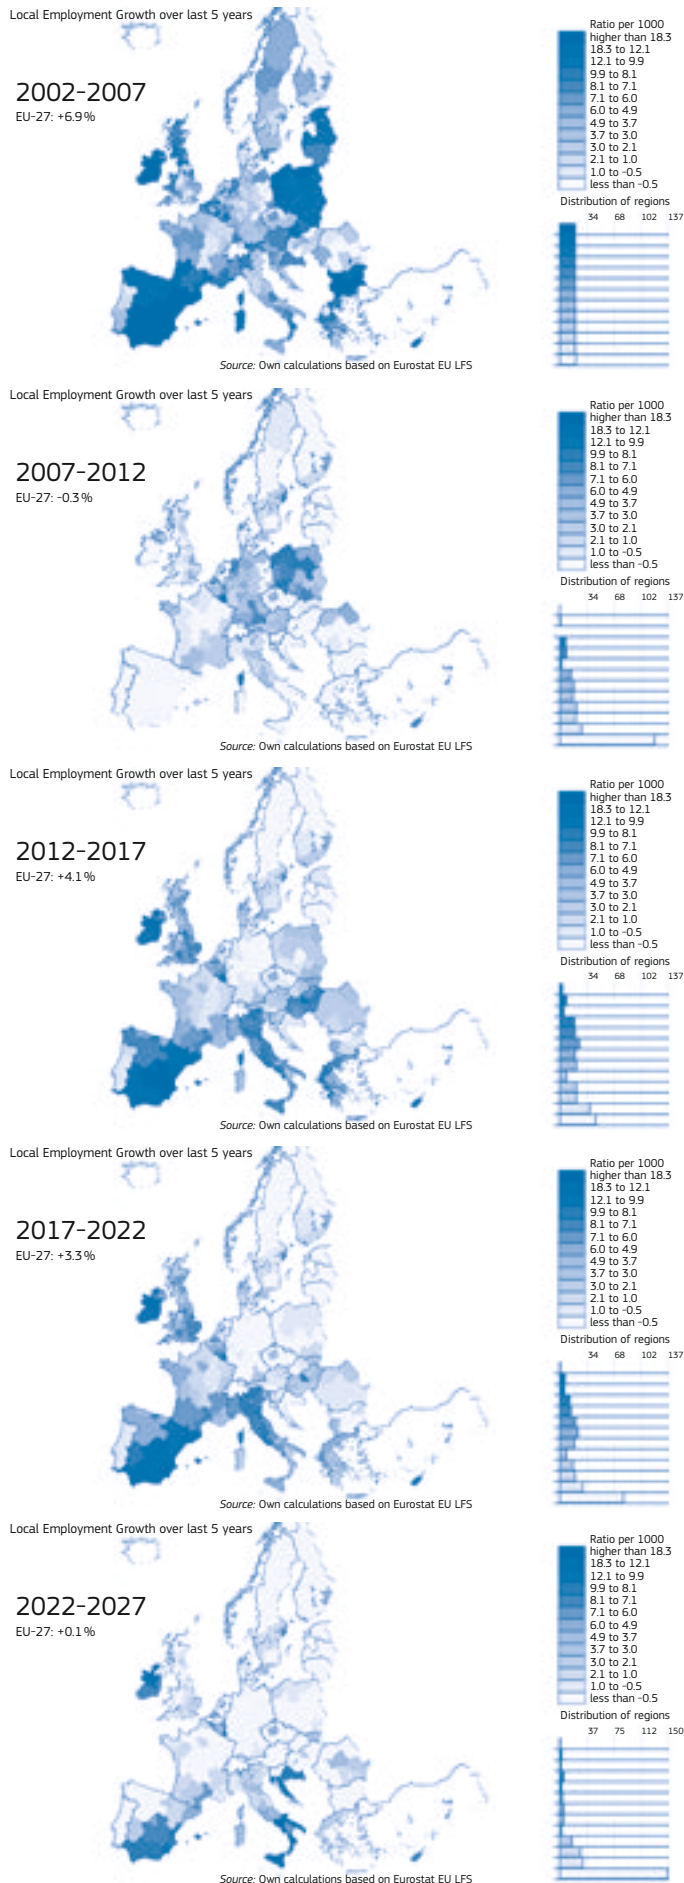 Local Employment Growth over last 5 years
2002-2007
EU-27: +6.9%
Ratio per 1000
higher than 18.3
18.3 to 12.1
12.1 to 9.9
9.9 to 8.1
8.1 to 7.1
7.1 to 6.0
6.0 to 4.9
4.9 to 3.7
3.7 to 3.0
3.0 to 2.1
2.1 to 1.0
1.0 to -0.5
less than -0.5
Distribution of regions
34 68 102 137
Source: Own calculations based on Eurostat EU LFS
Local Employment Growth over last 5 years
2007-2012
EU-27: -0.3%
Ratio per 1000
higher than 18.3
18.3 to 12.1
12.1 to 9.9
9.9 to 8.1
8.1 to 7.1
7.1 to 6.0
6.0 to 4.9
4.9 to 3.7
3.7 to 3.0
3.0 to 2.1
2.1 to 1.0
1.0 to -0.5
less than -0.5
Distribution of regions
34 68 102 137
Source: Own calculations based on Eurostat EU LFS
Local Employment Growth over last 5 years
2012-2017
EU-27: +4.1%
Ratio per 1000
higher than 18.3
18.3 to 12.1
12.1 to 9.9
9.9 to 8.1
8.1 to 7.1
7.1 to 6.0
6.0 to 4.9
4.9 to 3.7
3.7 to 3.0
3.0 to 2.1
2.1 to 1.0
1.0 to -0.5
less than -0.5
Distribution of regions
34 68 102 137
Source: Own calculations based on Eurostat EU LFS
Local Employment Growth over last 5 years
2017-2022
EU-27: +3.3%
Ratio per 1000
higher than 18.3
18.3 to 12.1
12.1 to 9.9
9.9 to 8.1
8.1 to 7.1
7.1 to 6.0
6.0 to 4.9
4.9 to 3.7
3.7 to 3.0
3.0 to 2.1
2.1 to 1.0
1.0 to -0.5
less than -0.5
Distribution of regions
34 68 102 137
Source: Own calculations based on Eurostat EU LFS
Local Employment Growth over last 5 years
2022-2027
EU-27: +0.1%
Ratio per 1000
higher than 18.3
18.3 to 12.1
12.1 to 9.9
9.9 to 8.1
8.1 to 7.1
7.1 to 6.0
6.0 to 4.9
4.9 to 3.7
3.7 to 3.0
3.0 to 2.1
2.1 to 1.0
1.0 to -0.5
less than -0.5
Distribution of regions
37 75 112 150
Source: Own calculations based on Eurostat EU LFS